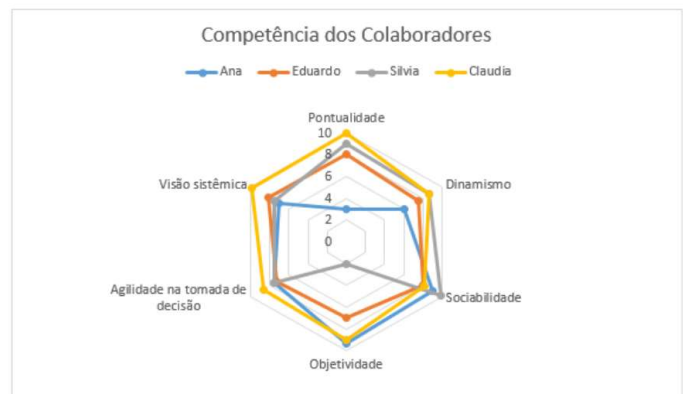 Competência dos Colaboradores
Ana Eduardo Silvia Claudia
Pontualidade
10
8
6
4
2
0
Visão sistêmica
Dinamismo
Agilidade na tomada de
decisão
Sociabilidade
Objetividade